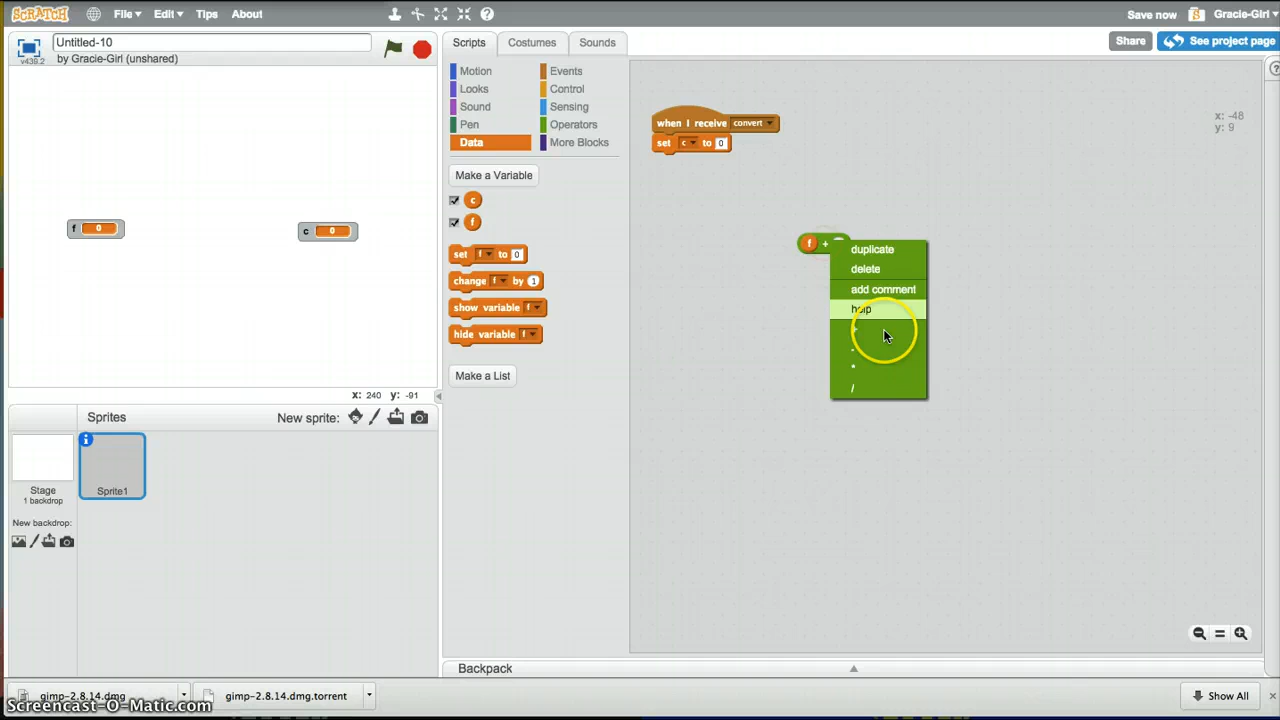 SCRATCH File Edit Tips About Save now Gracie-Girl
Untitled-10
v439.2
by Gracie-Girl (unshared)
Scripts Costumes Sounds
Share See project page
Motion Events
Looks Control
Sound Sensing
Pen Operators
Data More Blocks
Make a Variable
c
f
set f to 0
change f by 1
show variable f
hide variable f
Make a List
f 0
c 0
x: 240 y: -91
when I receive convert
set c to 0
x: -48
y: 9
f +
duplicate
delete
add comment
help
-
*
/
Sprites New sprite:
Stage
1 backdrop
New backdrop:
Sprite1
Backpack
gimp-2.8.14.dmg gimp-2.8.14.dmg.torrent Show All
Screencast-O-Matic.com